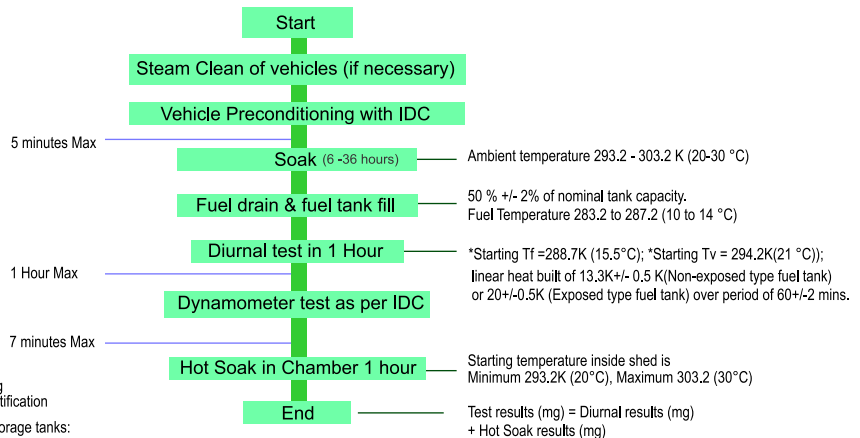 Start
Steam Clean of vehicles (if necessary)
Vehicle Preconditioning with IDC
5 minutes Max
Soak (6 -36 hours)
Ambient temperature 293.2 - 303.2 K (20-30 °C)
Fuel drain & fuel tank fill
50 % +/- 2% of nominal tank capacity.
Fuel Temperature 283.2 to 287.2 (10 to 14 °C)
Diurnal test in 1 Hour
*Starting Tf =288.7K (15.5°C); *Starting Tv = 294.2K(21 °C));
linear heat built of 13.3K+/- 0.5 K(Non-exposed type fuel tank)
or 20+/-0.5K (Exposed type fuel tank) over period of 60+/-2 mins.
1 Hour Max
Dynamometer test as per IDC
7 minutes Max
Hot Soak in Chamber 1 hour
Starting temperature inside shed is
Minimum 293.2K (20°C), Maximum 303.2 (30°C)
End
Test results (mg) = Diurnal results (mg)
+ Hot Soak results (mg)
g
tification
orage tanks: